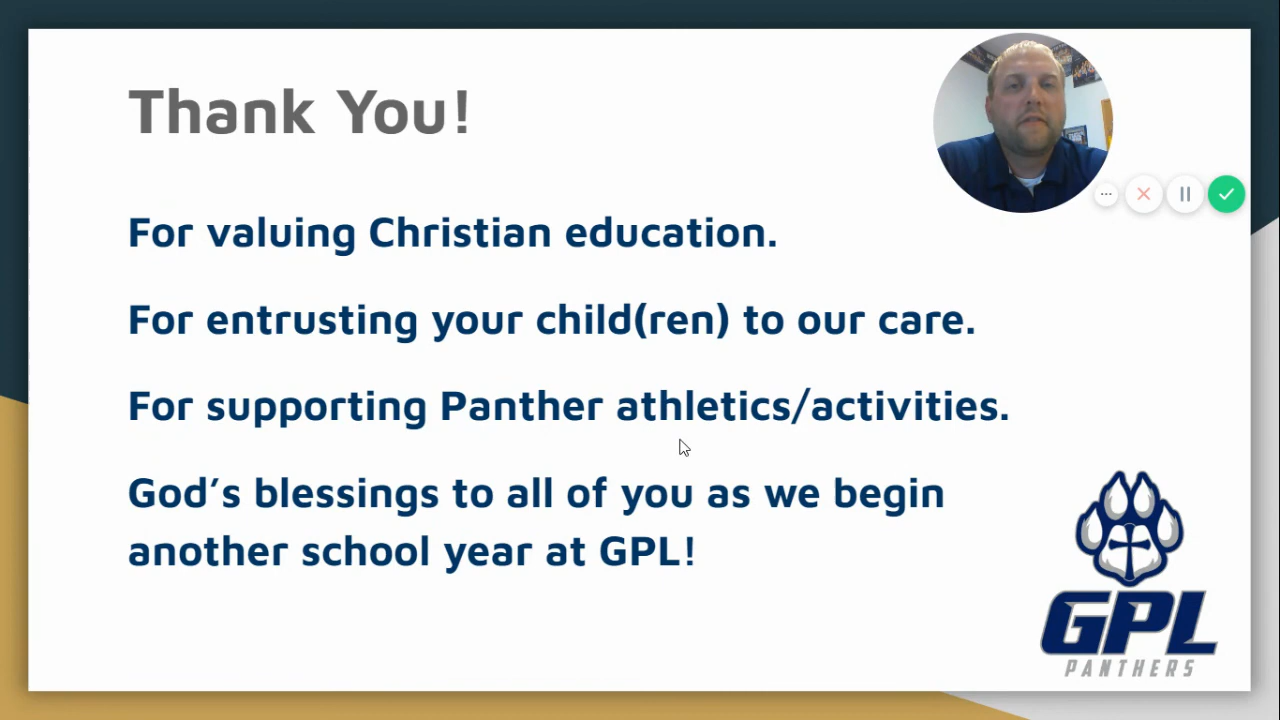 Thank You!
For valuing Christian education.
For entrusting your child(ren) to our care.
For supporting Panther athletics/activities.
God’s blessings to all of you as we begin
another school year at GPL!
GPL
PANTHERS